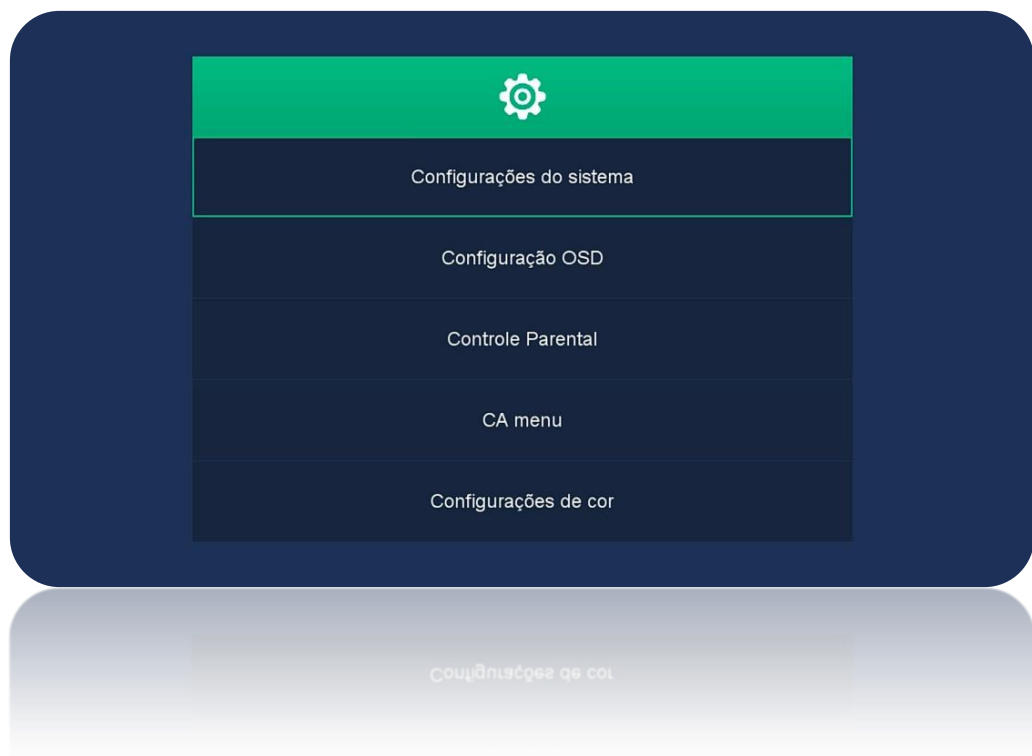 Configurações do sistema
Configuração OSD
Controle Parental
CA menu
Configurações de cor
Configurações de cor